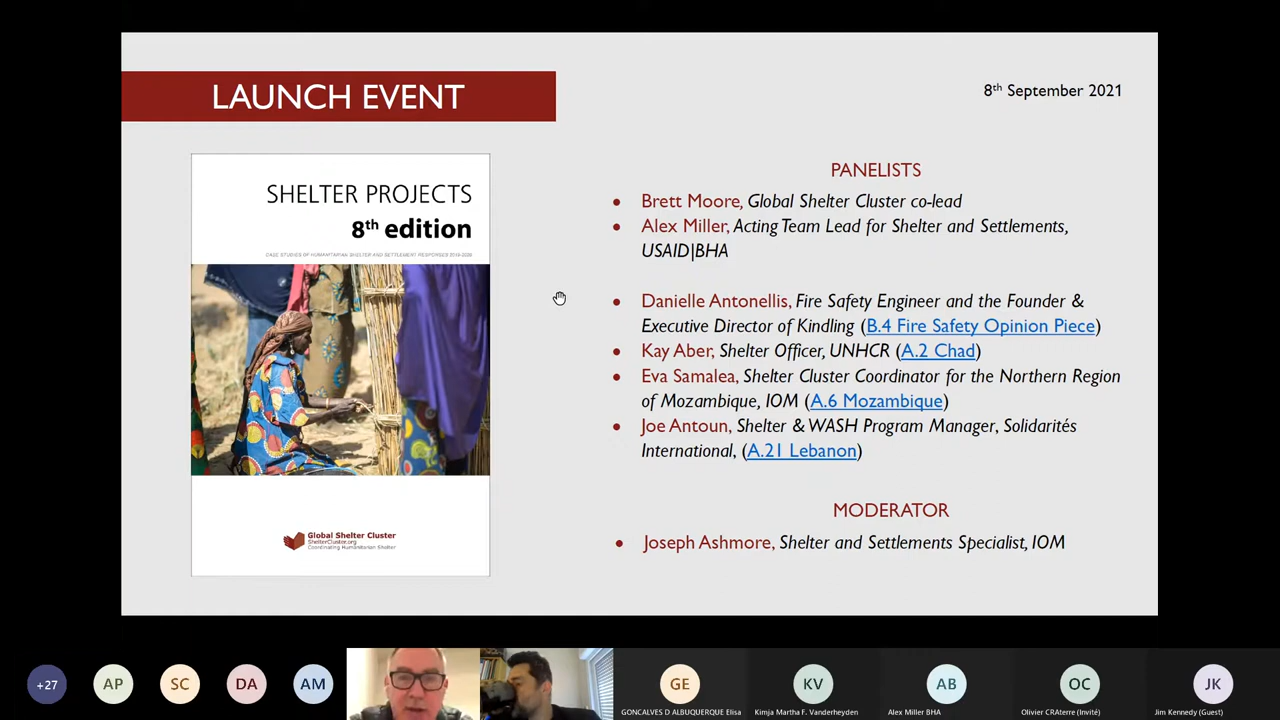 LAUNCH EVENT
8th September 2021
SHELTER PROJECTS
8th edition
CASE STUDIES OF HUMANITARIAN SHELTER AND SETTLEMENT RESPONSES 2019-2020
Global Shelter Cluster
ShelterCluster.org
Coordinating Humanitarian Shelter
PANELISTS
• Brett Moore, Global Shelter Cluster co-lead
• Alex Miller, Acting Team Lead for Shelter and Settlements,
USAID|BHA
• Danielle Antonellis, Fire Safety Engineer and the Founder &
Executive Director of Kindling (B.4 Fire Safety Opinion Piece)
• Kay Aber, Shelter Officer, UNHCR (A.2 Chad)
• Eva Samalea, Shelter Cluster Coordinator for the Northern Region
of Mozambique, IOM (A.6 Mozambique)
• Joe Antoun, Shelter & WASH Program Manager, Solidarités
International, (A.21 Lebanon)
MODERATOR
• Joseph Ashmore, Shelter and Settlements Specialist, IOM
+27
AP
SC
DA
AM
GE
GONCALVES D ALBUQUERQUE Elisa
KV
Kimja Martha F. Vanderheyden
AB
Alex Miller BHA
OC
Olivier CRAterre (Invité)
JK
Jim Kennedy (Guest)